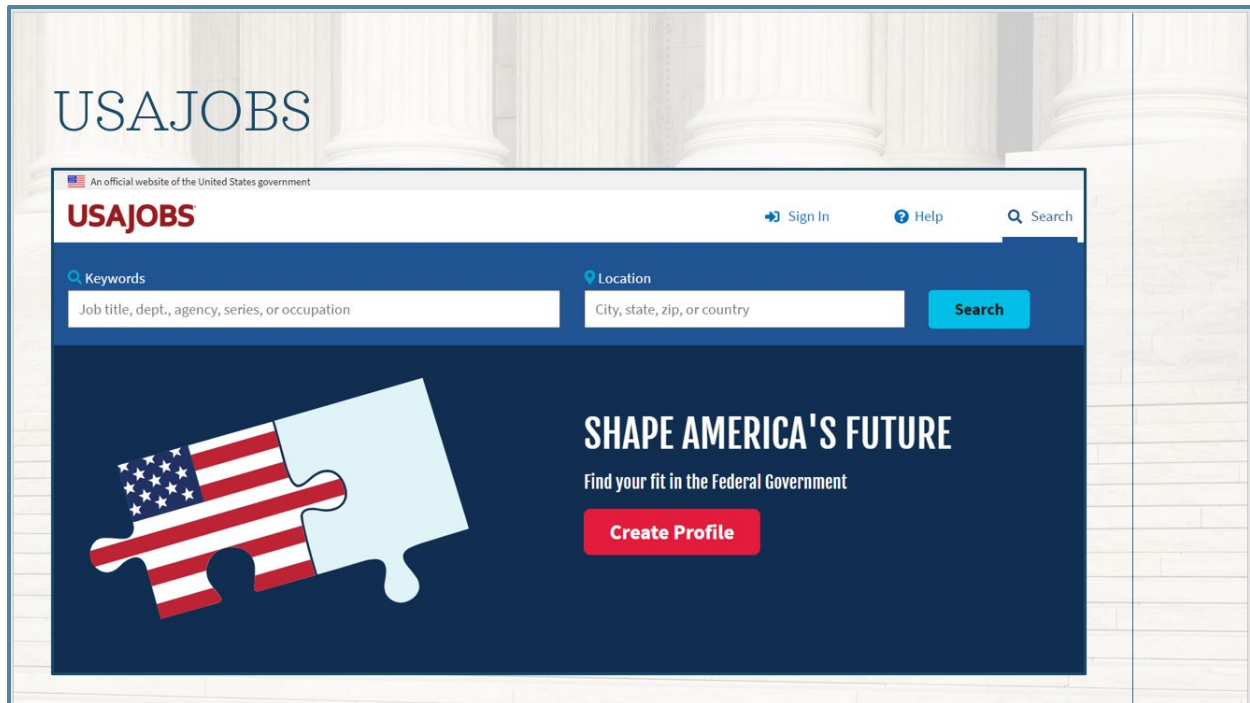 USAJOBS
An official website of the United States government
USAJOBS
Sign In
Help
Search
Keywords
Location
Job title, dept., agency, series, or occupation
City, state, zip, or country
Search
SHAPE AMERICA'S FUTURE
Find your fit in the Federal Government
Create Profile